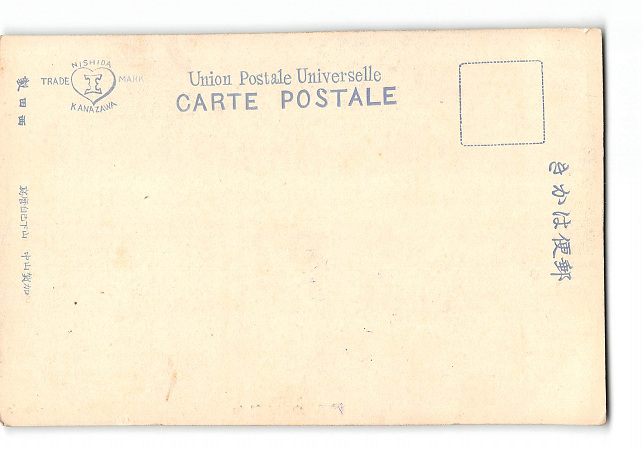 NISHIDA
TRADE MARK
I
KANAZAWA
Union Postale Universelle
CARTE POSTALE
きかは便郵